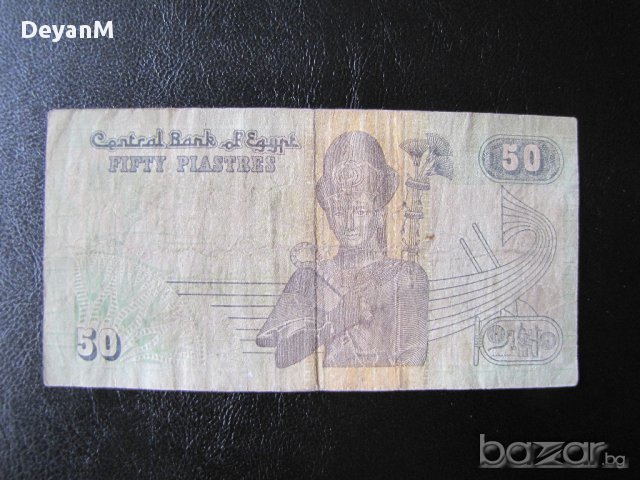 DeyanM
Central Bank of Egypt
FIFTY PIASTRES
50
50
bazar.bg